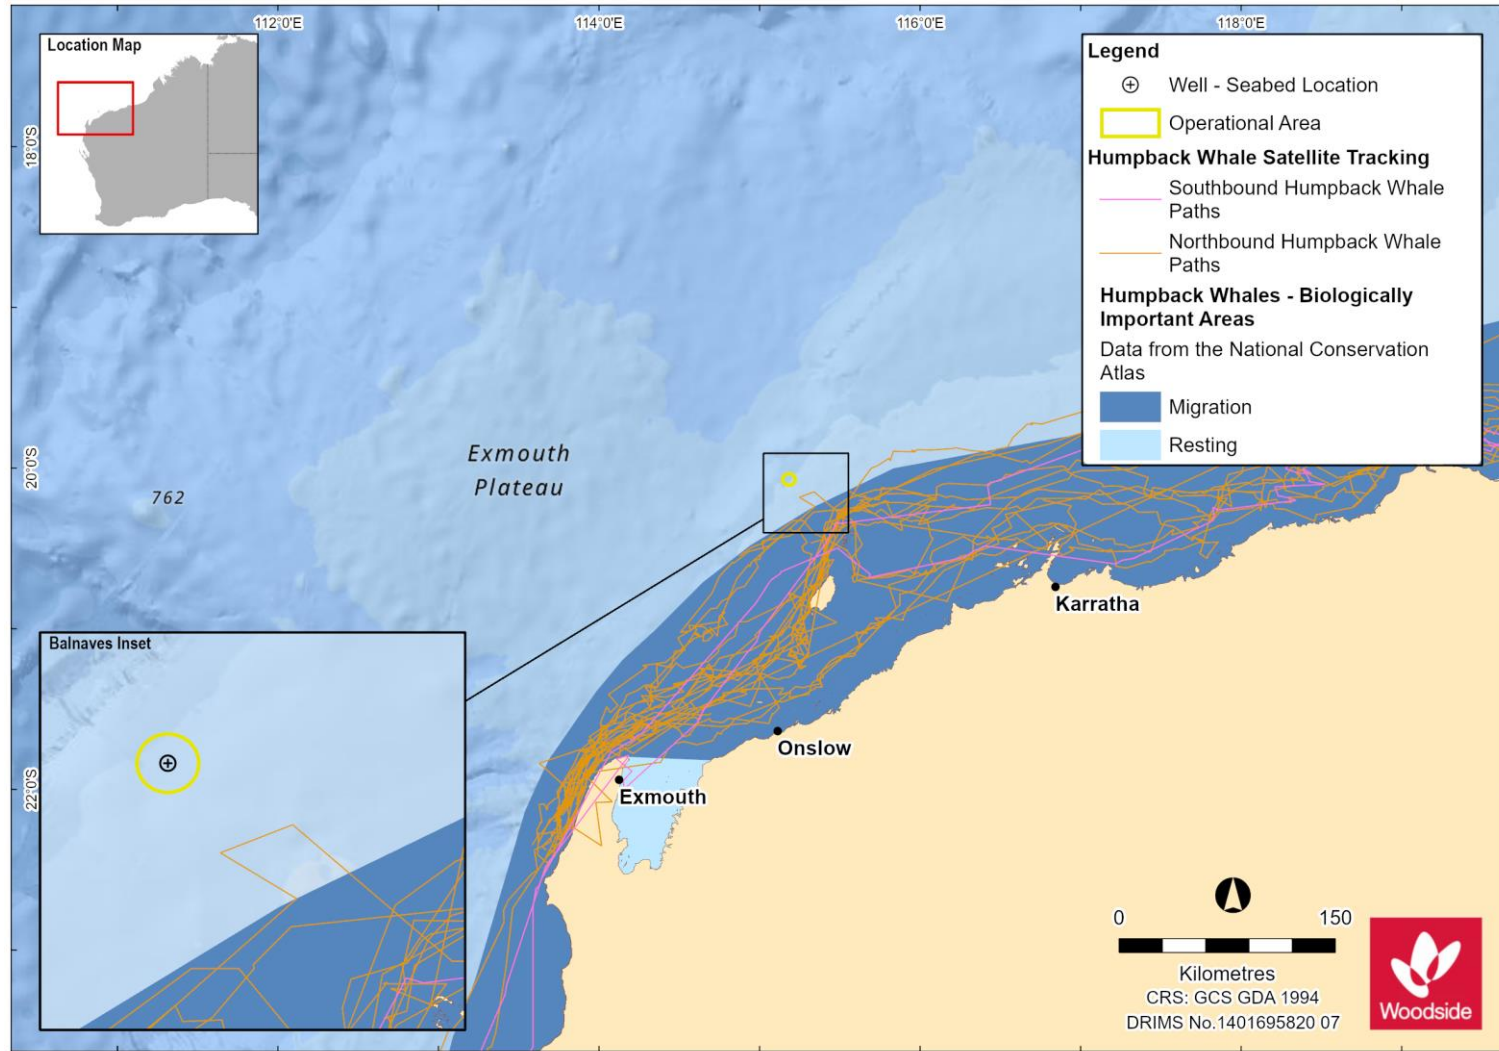 112°0'E
114°0'E
116°0'E
118°0'E
18°0'S
20°0'S
22°0'S
Location Map
Legend
Well - Seabed Location
Operational Area
Humpback Whale Satellite Tracking
Southbound Humpback Whale
Paths
Northbound Humpback Whale
Paths
Humpback Whales - Biologically
Important Areas
Data from the National Conservation
Atlas
Migration
Resting
Exmouth
Plateau
762
Karratha
Onslow
Exmouth
Balnaves Inset
0
150
Kilometres
CRS: GCS GDA 1994
DRIMS No.1401695820 07
Woodside